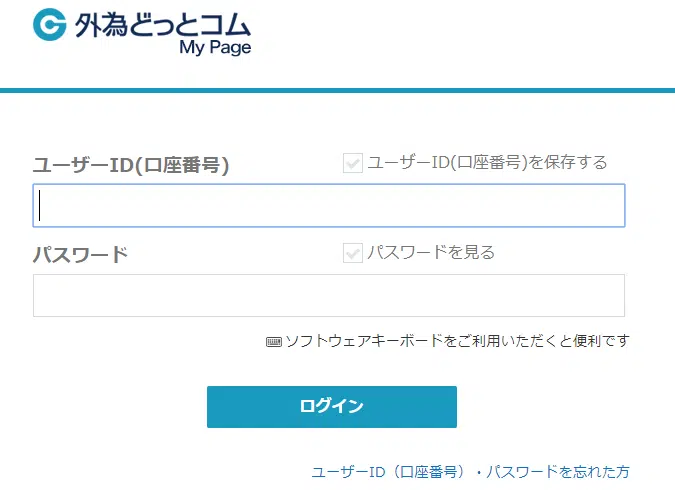 外為どっとコム
My Page
ユーザーID(口座番号)
ユーザーID(口座番号)を保存する
パスワード
パスワードを見る
ソフトウェアキーボードをご利用いただくと便利です
ログイン
ユーザーID（口座番号）・パスワードを忘れた方